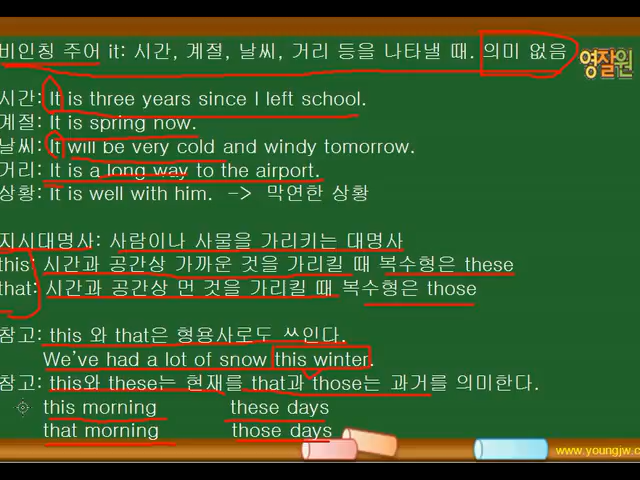 비인칭 주어 it: 시간, 계절, 날씨, 거리 등을 나타낼 때. 의미 없음
영잘원
시간: It is three years since I left school.
계절: It is spring now.
날씨: It will be very cold and windy tomorrow.
거리: It is a long way to the airport.
상황: It is well with him. -> 막연한 상황
지시대명사: 사람이나 사물을 가리키는 대명사
this: 시간과 공간상 가까운 것을 가리킬 때 복수형은 these
that: 시간과 공간상 먼 것을 가리킬 때 복수형은 those
참고: this 와 that은 형용사로도 쓰인다.
We've had a lot of snow this winter.
참고: this와 these는 현재를 that과 those는 과거를 의미한다.
this morning these days
that morning those days
www.youngjw.c